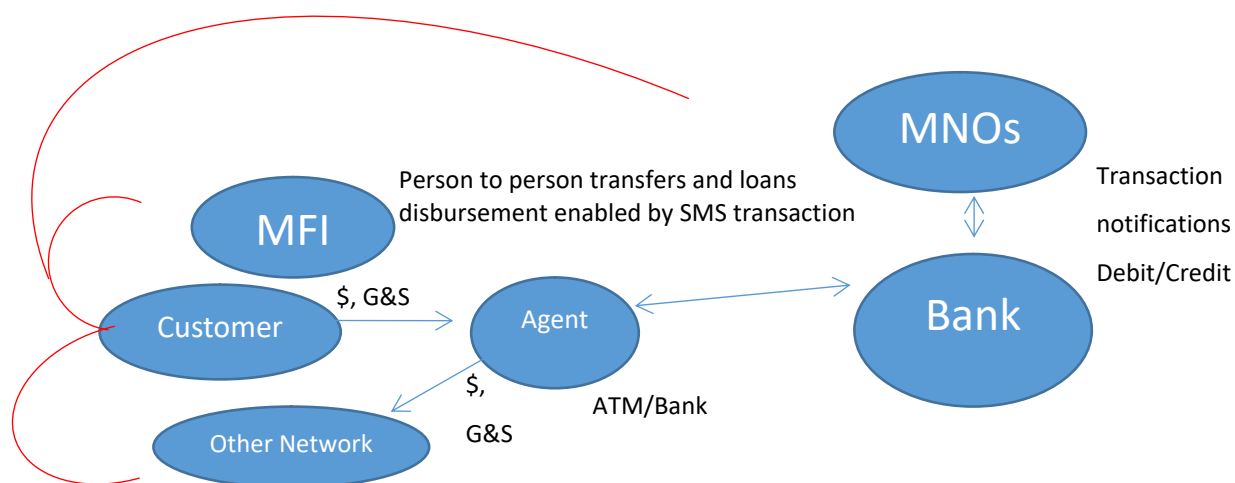 MNOs
Person to person transfers and loans
disbursement enabled by SMS transaction
Transaction
notifications
Debit/Credit
MFI
$, G&S
Customer
Agent
Bank
$,
G&S
ATM/Bank
Other Network